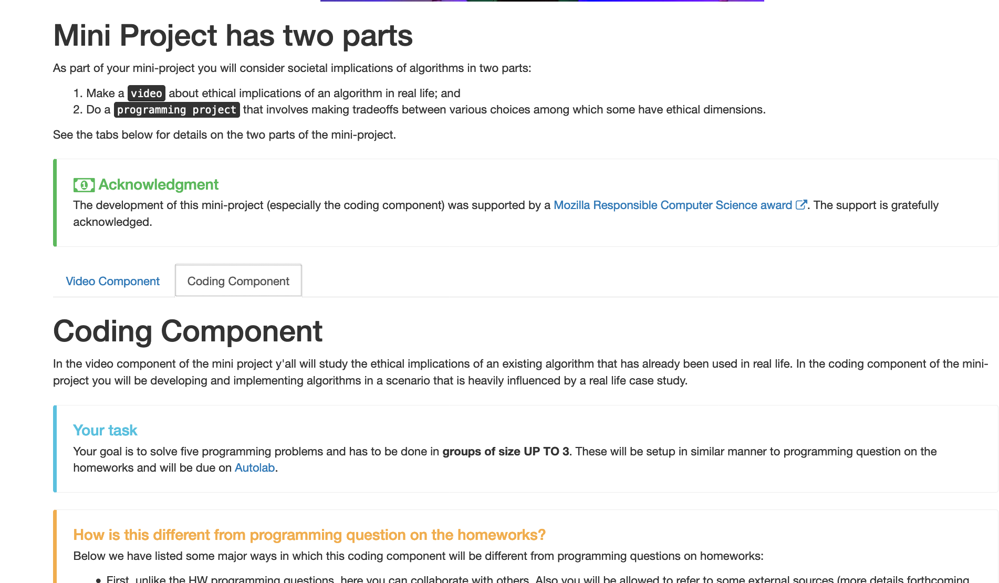 Mini Project has two parts
As part of your mini-project you will consider societal implications of algorithms in two parts:
1. Make a video about ethical implications of an algorithm in real life; and
2. Do a programming project that involves making tradeoffs between various choices among which some have ethical dimensions.
See the tabs below for details on the two parts of the mini-project.
Acknowledgment
The development of this mini-project (especially the coding component) was supported by a Mozilla Responsible Computer Science award. The support is gratefully
acknowledged.
Video Component
Coding Component
Coding Component
In the video component of the mini project y'all will study the ethical implications of an existing algorithm that has already been used in real life. In the coding component of the mini-
project you will be developing and implementing algorithms in a scenario that is heavily influenced by a real life case study.
Your task
Your goal is to solve five programming problems and has to be done in groups of size UP TO 3. These will be setup in similar manner to programming question on the
homeworks and will be due on Autolab.
How is this different from programming question on the homeworks?
Below we have listed some major ways in which this coding component will be different from programming questions on homeworks:
• First, unlike the HW programming questions, here you can collaborate with others. Also you will be allowed to refer to some external sources (more details forthcoming